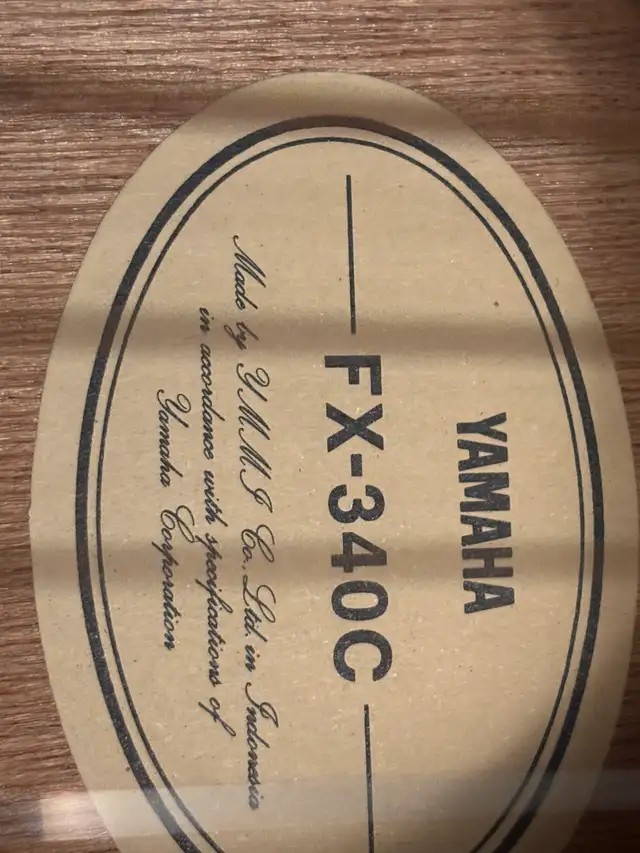 YAMAHA
FX-340C
Made by Y.M.M.I Co., Ltd. in Indonesia
in accordance with specifications of
Yamaha Corporation